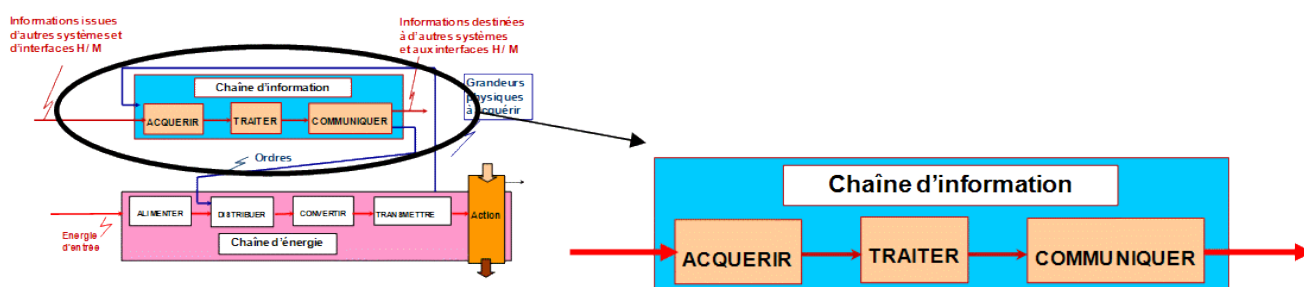 Informations issues
d'autres systèmes et
d'interfaces H / M
Informations destinées
à d'autres systèmes
et aux interfaces H / M
Grandeurs
physiques
à acquérir
Chaîne d'information
ACQUERIR
TRAITER
COMMUNIQUER
Ordres
ALIMENTER
DISTRIBUER
CONVERTIR
TRANSMETTRE
Action
Energie
d'entrée
Chaîne d'énergie
Chaîne d'information
ACQUERIR
TRAITER
COMMUNIQUER